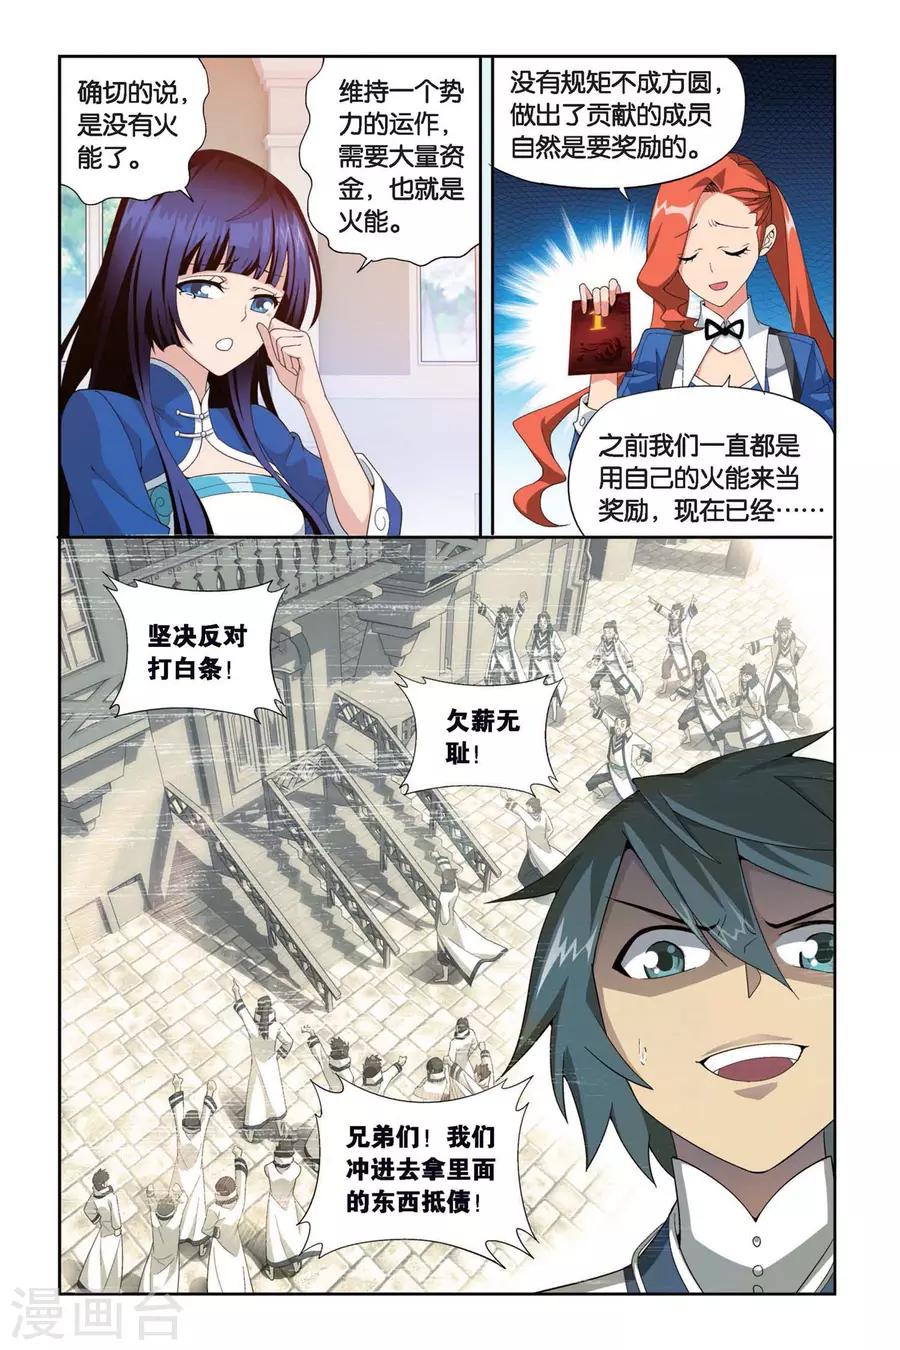 确切的说，
是没有火
能了。
维持一个势
力的运作，
需要大量资
金，也就是
火能。
没有规矩不成方圆，
做出了贡献的成员
自然是要奖励的。
之前我们一直都是
用自己的火能来当
奖励，现在已经……
坚决反对
打白条！
欠薪无
耻！
兄弟们！我们
冲进去拿里面
的东西抵债！
漫画台